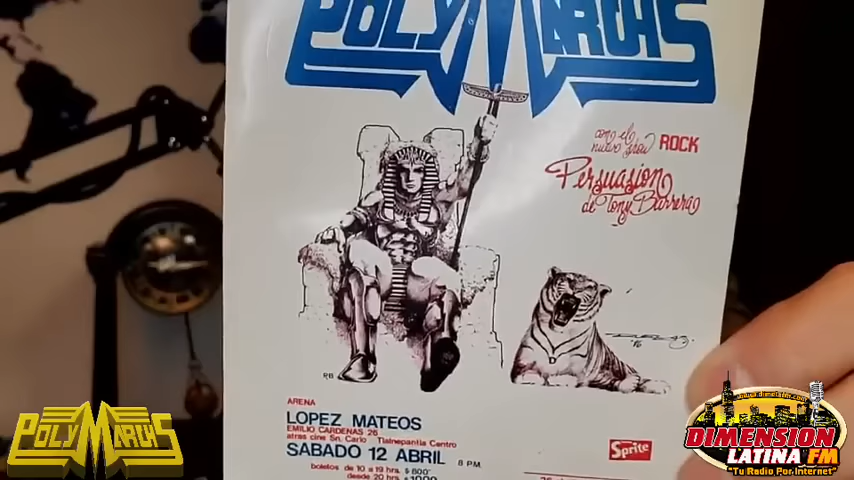 POLYMARCHS
con el
nuevo gran ROCK
Persuasion
de Tony Barrera
'86
RB
ARENA
LOPEZ MATEOS
EMILIO CARDENAS 26
atras cine Sn. Carlo Tlalnepantla Centro
SABADO 12 ABRIL 8 P.M.
boletos de 10 a 19 hrs. $800
desde 20 hrs. $1000
Sprite
POLYMARCHS
DIMENSION
LATINA FM
"Tu Radio Por Internet"